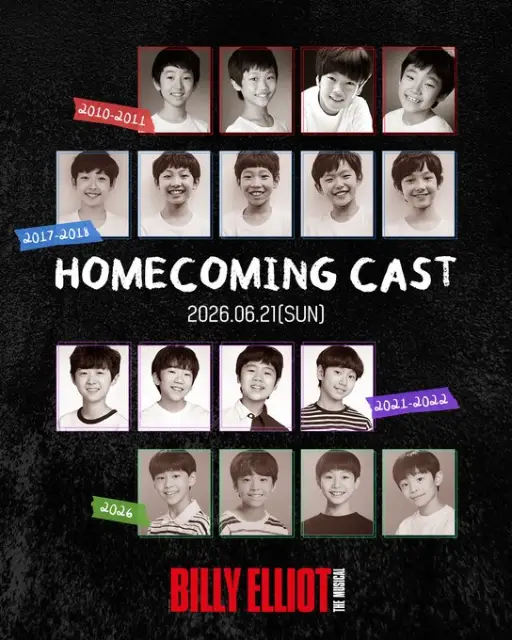 2010-2011
2017-2018
HOMECOMING CAST
2026.06.21(SUN)
2021-2022
2026
BILLY ELLIOT THE MUSICAL